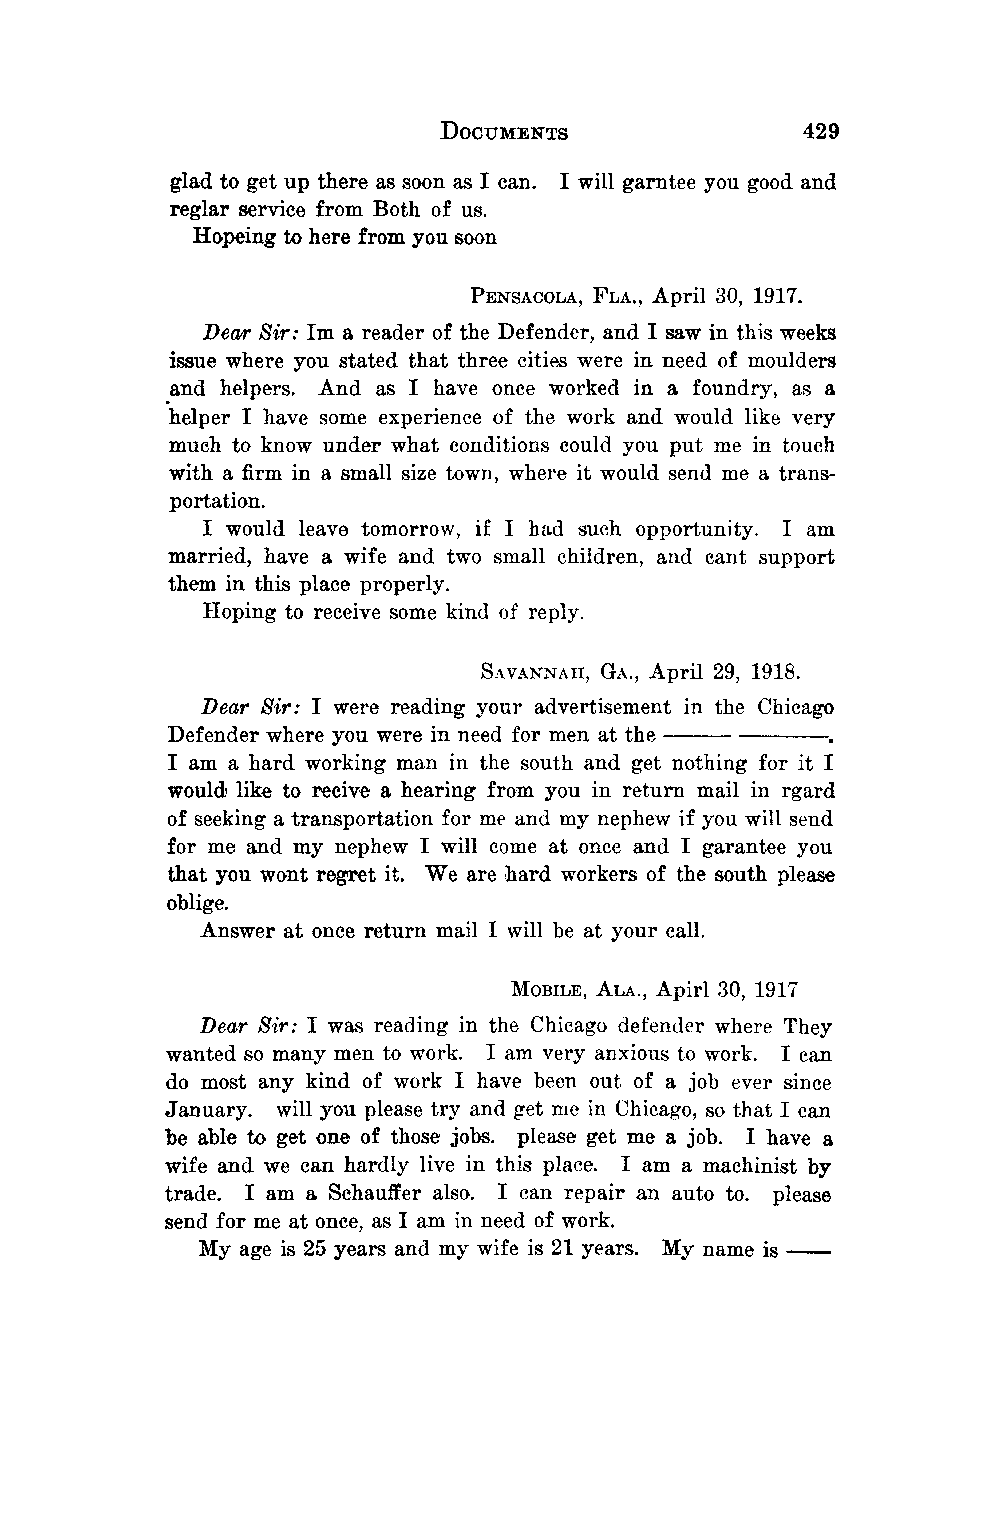 DOCUMENTS 429
glad to get up there as soon as I can. I will garntee you good and
reglar service from Both of us.
Hopeing to here from you soon
PENSACOLA, FLA., April 30, 1917.
Dear Sir: Im a reader of the Defender, and I saw in this weeks
issue where you stated that three cities were in need of moulders
and helpers. And as I have once worked in a foundry, as a
helper I have some experience of the work and would like very
much to know under what conditions could you put me in touch
with a firm in a small size town, where it would send me a trans-
portation.
I would leave tomorrow, if I had such opportunity. I am
married, have a wife and two small children, and cant support
them in this place properly.
Hoping to receive some kind of reply.
SAVANNAH, GA., April 29, 1918.
Dear Sir: I were reading your advertisement in the Chicago
Defender where you were in need for men at the —— ——.
I am a hard working man in the south and get nothing for it I
would like to recive a hearing from you in return mail in rgard
of seeking a transportation for me and my nephew if you will send
for me and my nephew I will come at once and I garantee you
that you wont regret it. We are hard workers of the south please
oblige.
Answer at once return mail I will be at your call.
MOBILE, ALA., Apirl 30, 1917
Dear Sir: I was reading in the Chicago defender where They
wanted so many men to work. I am very anxious to work. I can
do most any kind of work I have been out of a job ever since
January. will you please try and get me in Chicago, so that I can
be able to get one of those jobs. please get me a job. I have a
wife and we can hardly live in this place. I am a machinist by
trade. I am a Schauffer also. I can repair an auto to. please
send for me at once, as I am in need of work.
My age is 25 years and my wife is 21 years. My name is ——